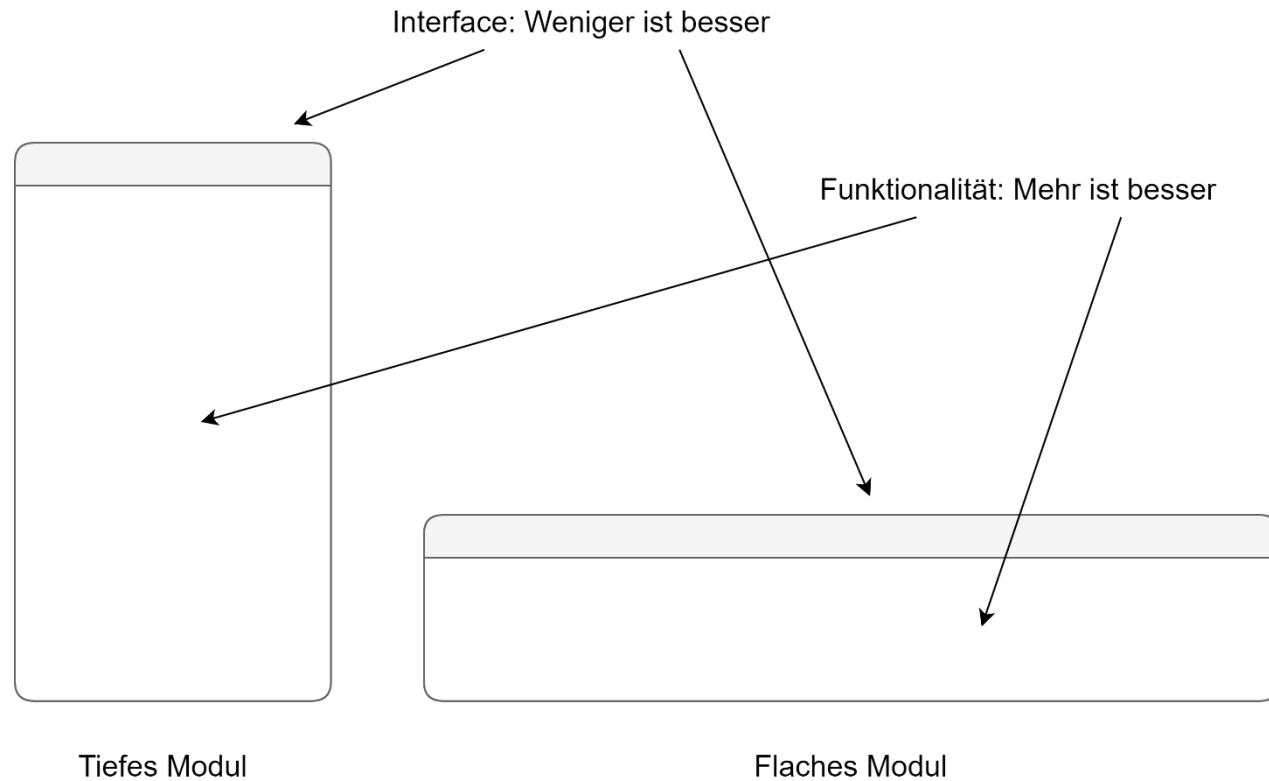 Interface: Weniger ist besser
Funktionalität: Mehr ist besser
Tiefes Modul
Flaches Modul